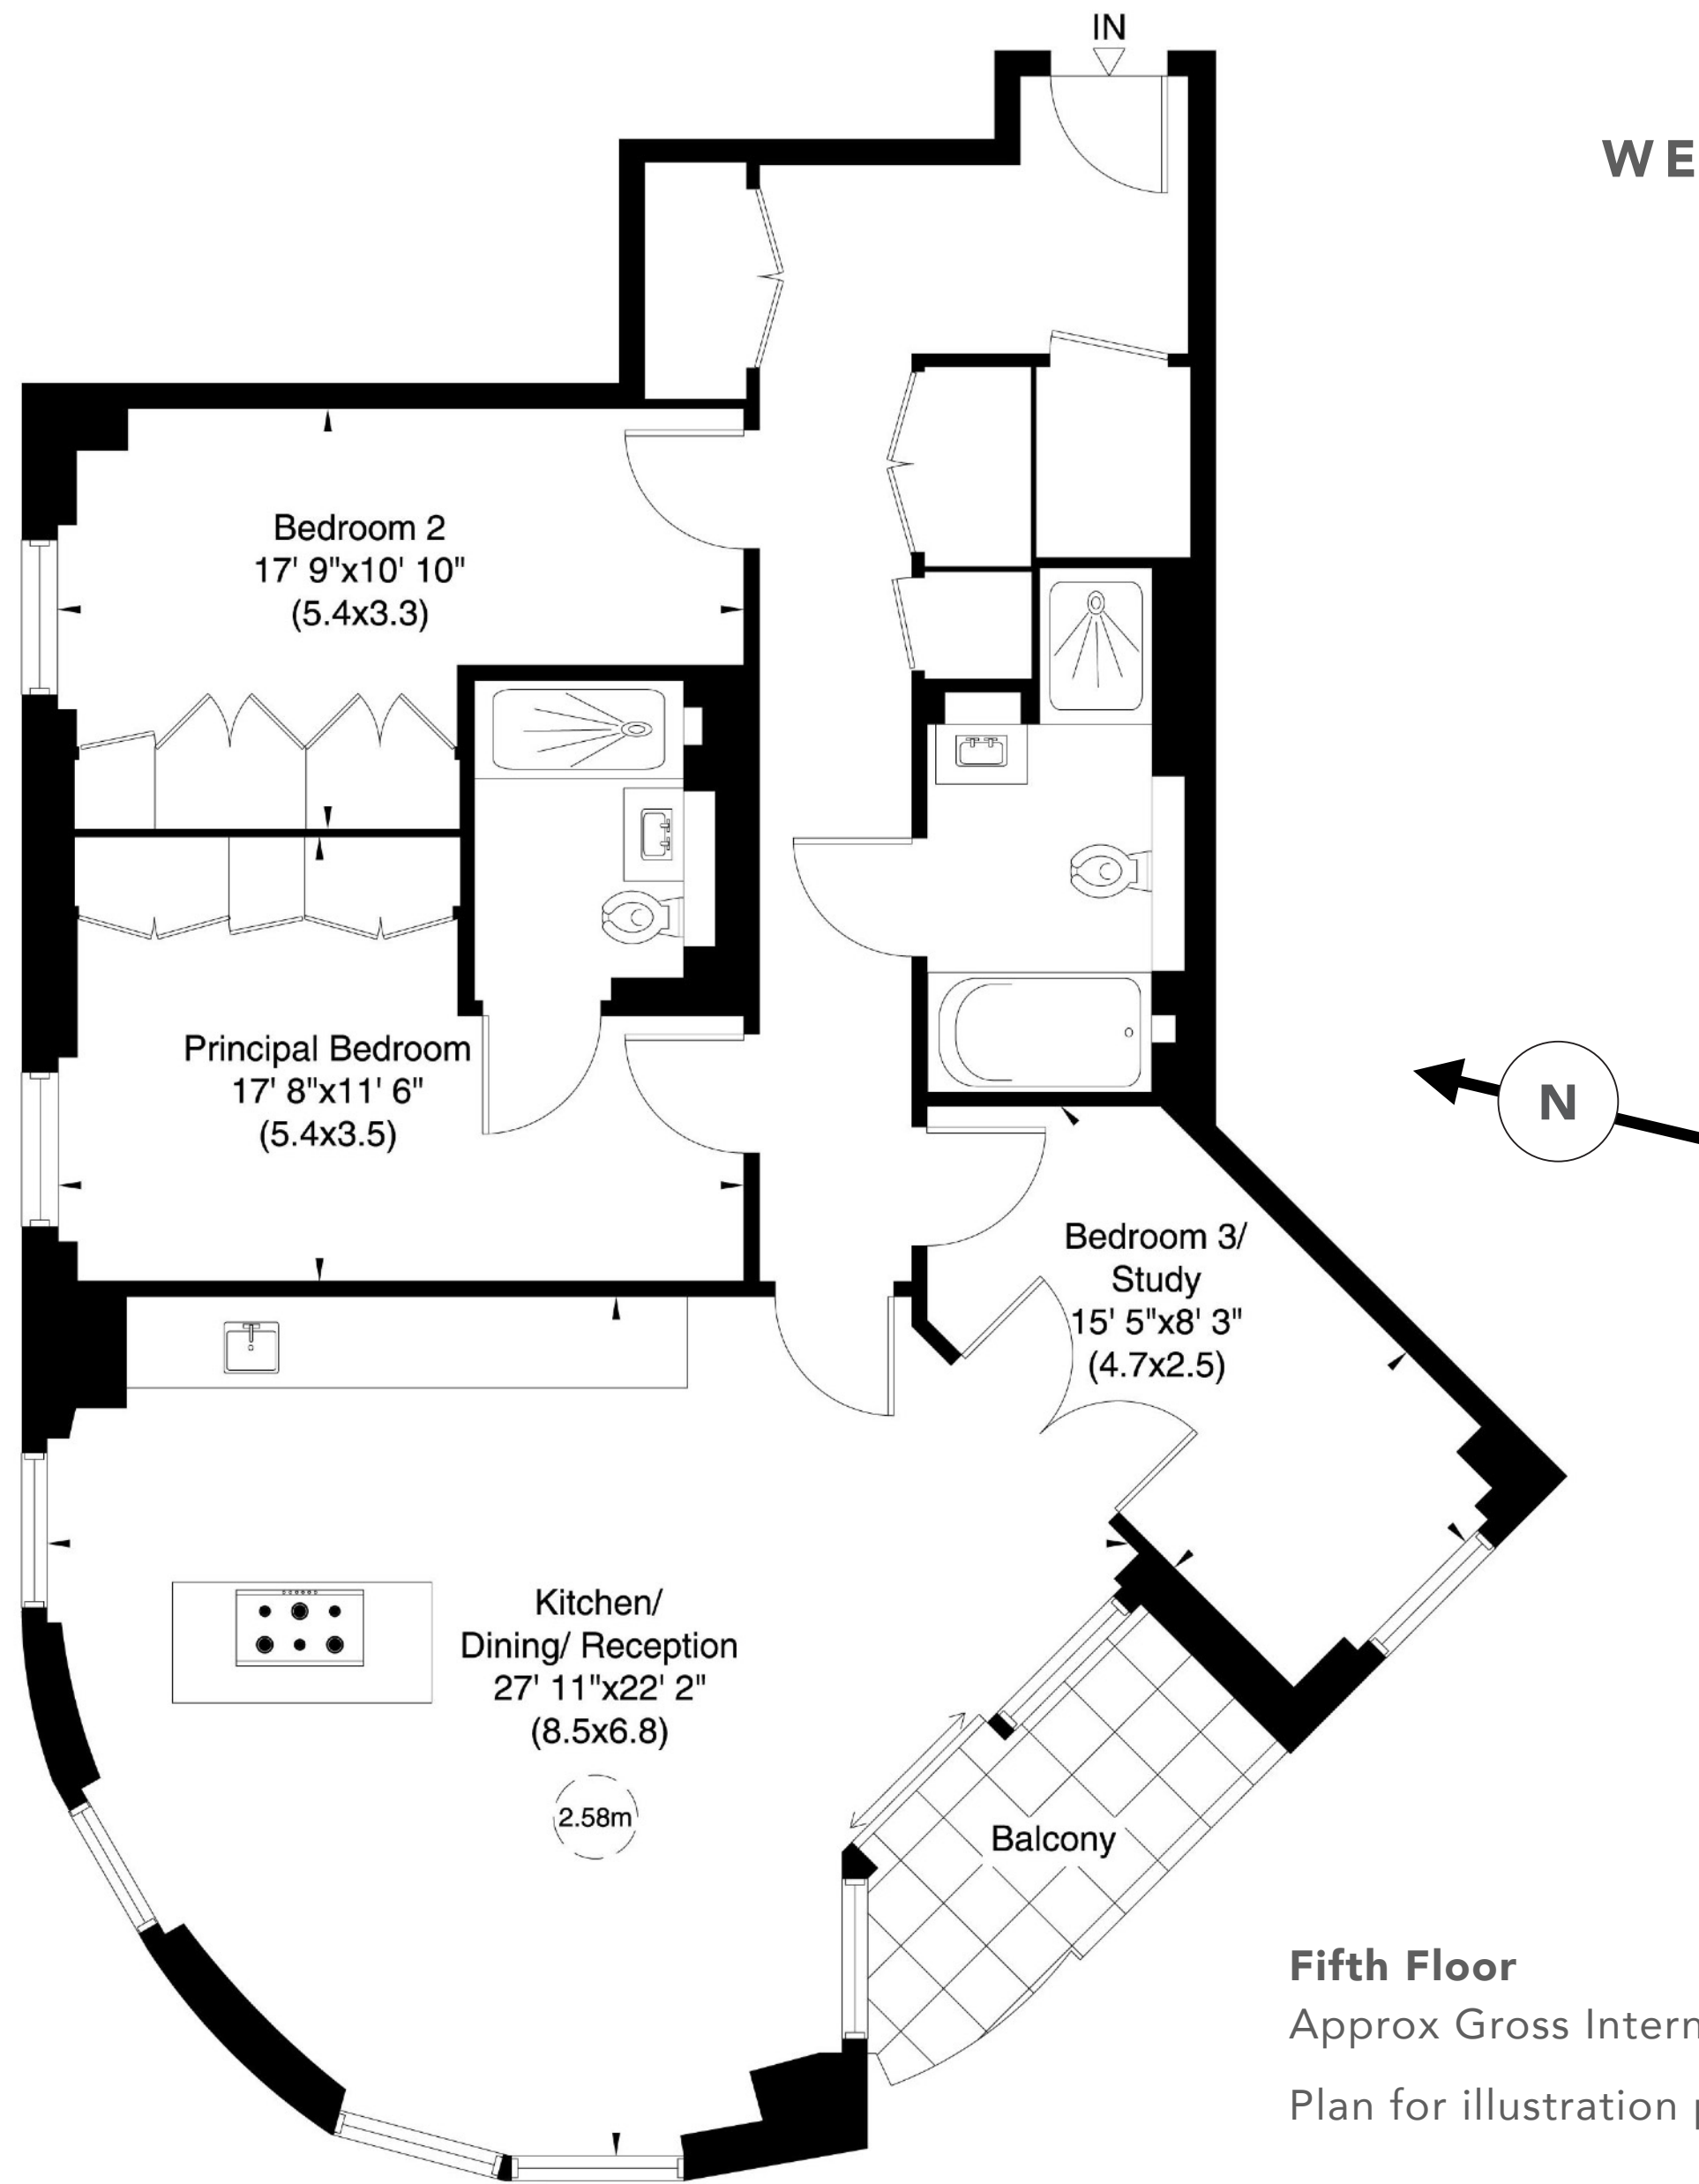 IN
WE
Bedroom 2
17' 9"x10' 10"
(5.4x3.3)
Principal Bedroom
17' 8"x11' 6"
(5.4x3.5)
N
Bedroom 3/
Study
15' 5"x8' 3"
(4.7x2.5)
Kitchen/
Dining/ Reception
27' 11"x22' 2"
(8.5x6.8)
2.58m
Balcony
Fifth Floor
Approx Gross Intern
Plan for illustration